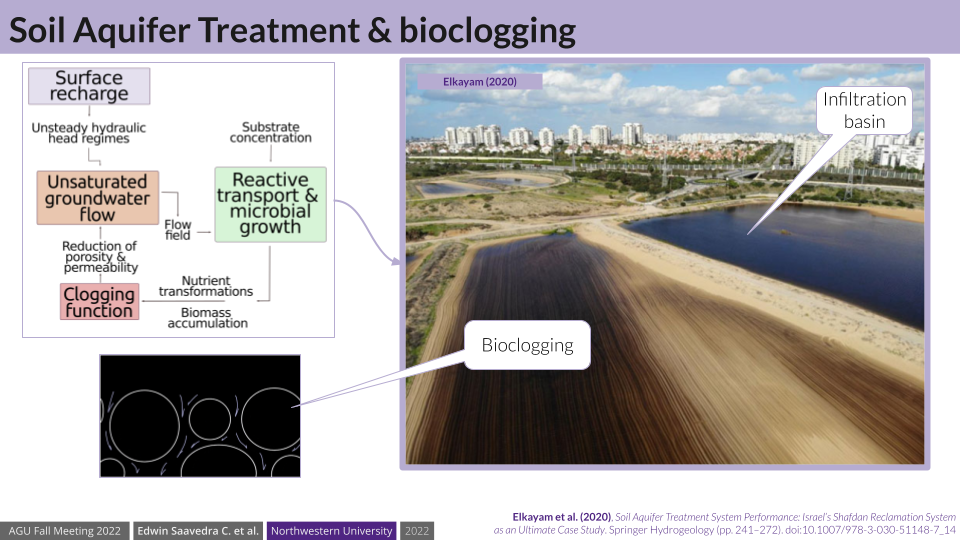 Soil Aquifer Treatment & bioclogging
Surface
recharge
Unsteady hydraulic
head regimes
Substrate
concentration
Unsaturated
groundwater
flow
Reactive
transport &
microbial
growth
Flow
field
Reduction of
porosity &
permeability
Clogging
function
Nutrient
transformations
Biomass
accumulation
Elkayam (2020)
Infiltration
basin
Bioclogging
AGU Fall Meeting 2022
Edwin Saavedra C. et al.
Northwestern University
2022
Elkayam et al. (2020). Soil Aquifer Treatment System Performance: Israel's Shafdan Reclamation System
as an Ultimate Case Study. Springer Hydrogeology (pp. 241–272). doi:10.1007/978-3-030-51148-7_14